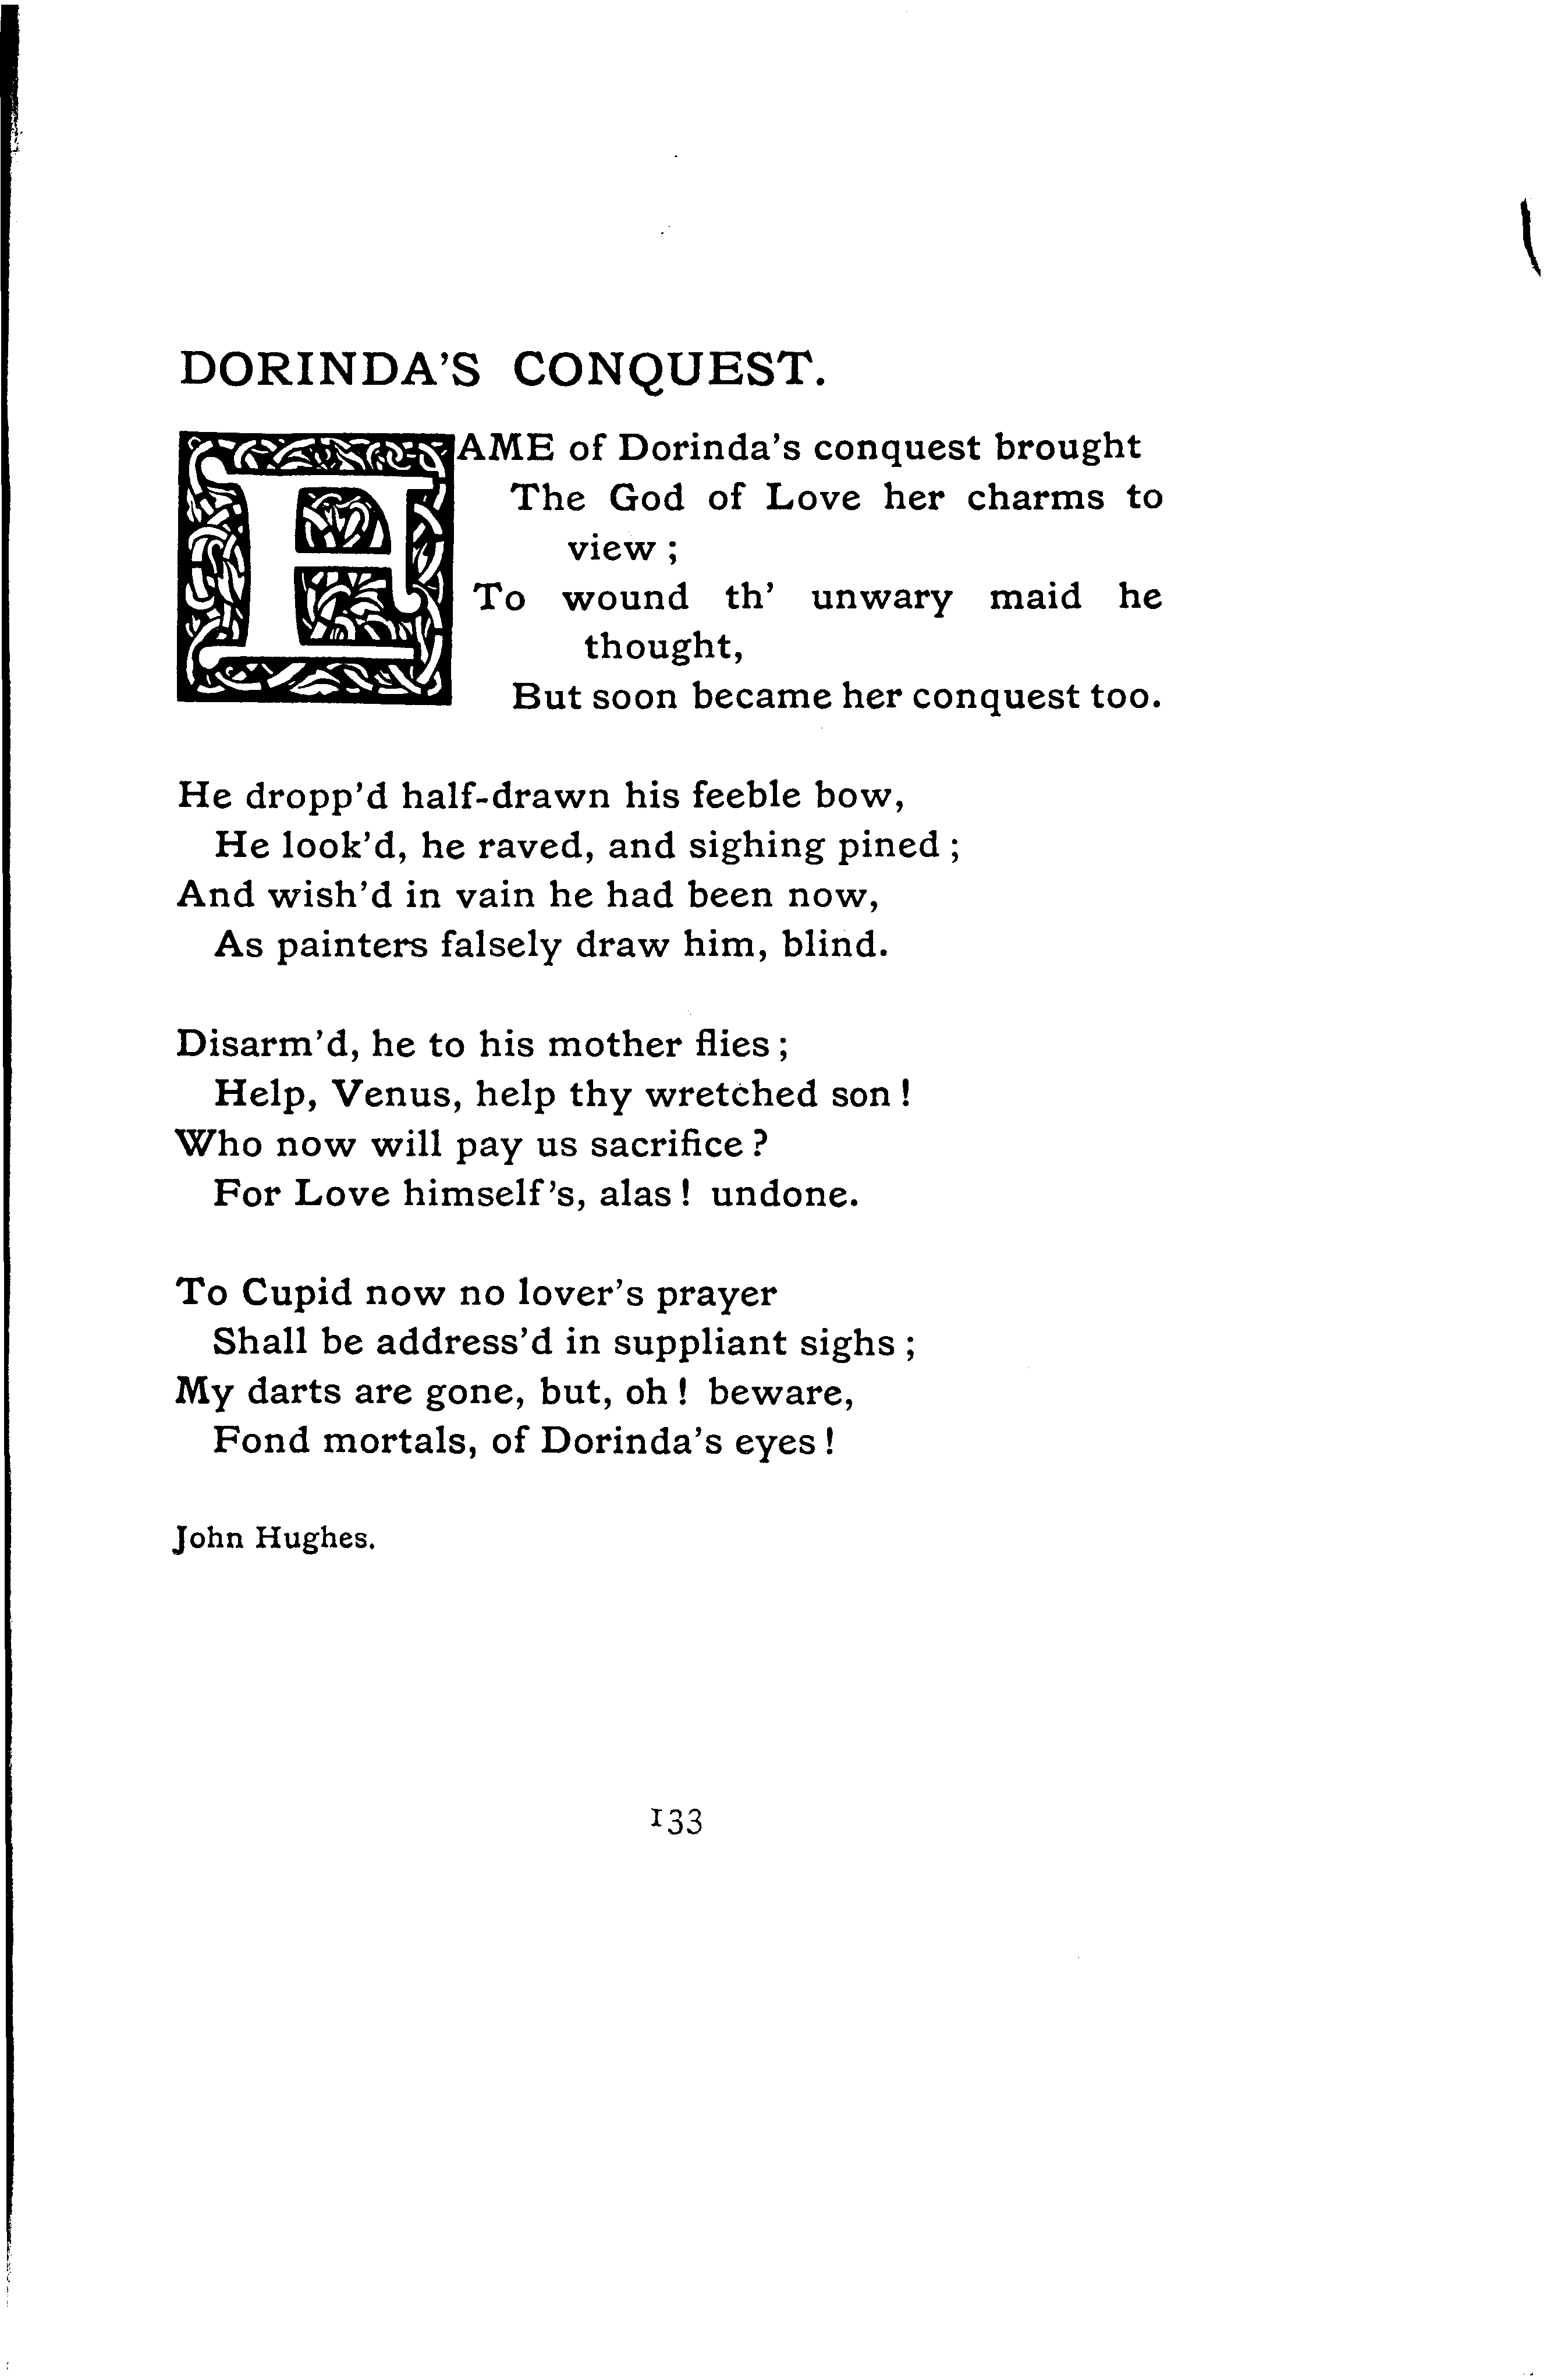 DORINDA'S CONQUEST.
FAME of Dorinda's conquest brought
The God of Love her charms to
view ;
To wound th' unwary maid he
thought,
But soon became her conquest too.
He dropp'd half-drawn his feeble bow,
He look'd, he raved, and sighing pined ;
And wish'd in vain he had been now,
As painters falsely draw him, blind.
Disarm'd, he to his mother flies ;
Help, Venus, help thy wretched son !
Who now will pay us sacrifice ?
For Love himself's, alas ! undone.
To Cupid now no lover's prayer
Shall be address'd in suppliant sighs ;
My darts are gone, but, oh ! beware,
Fond mortals, of Dorinda's eyes !
John Hughes.
133